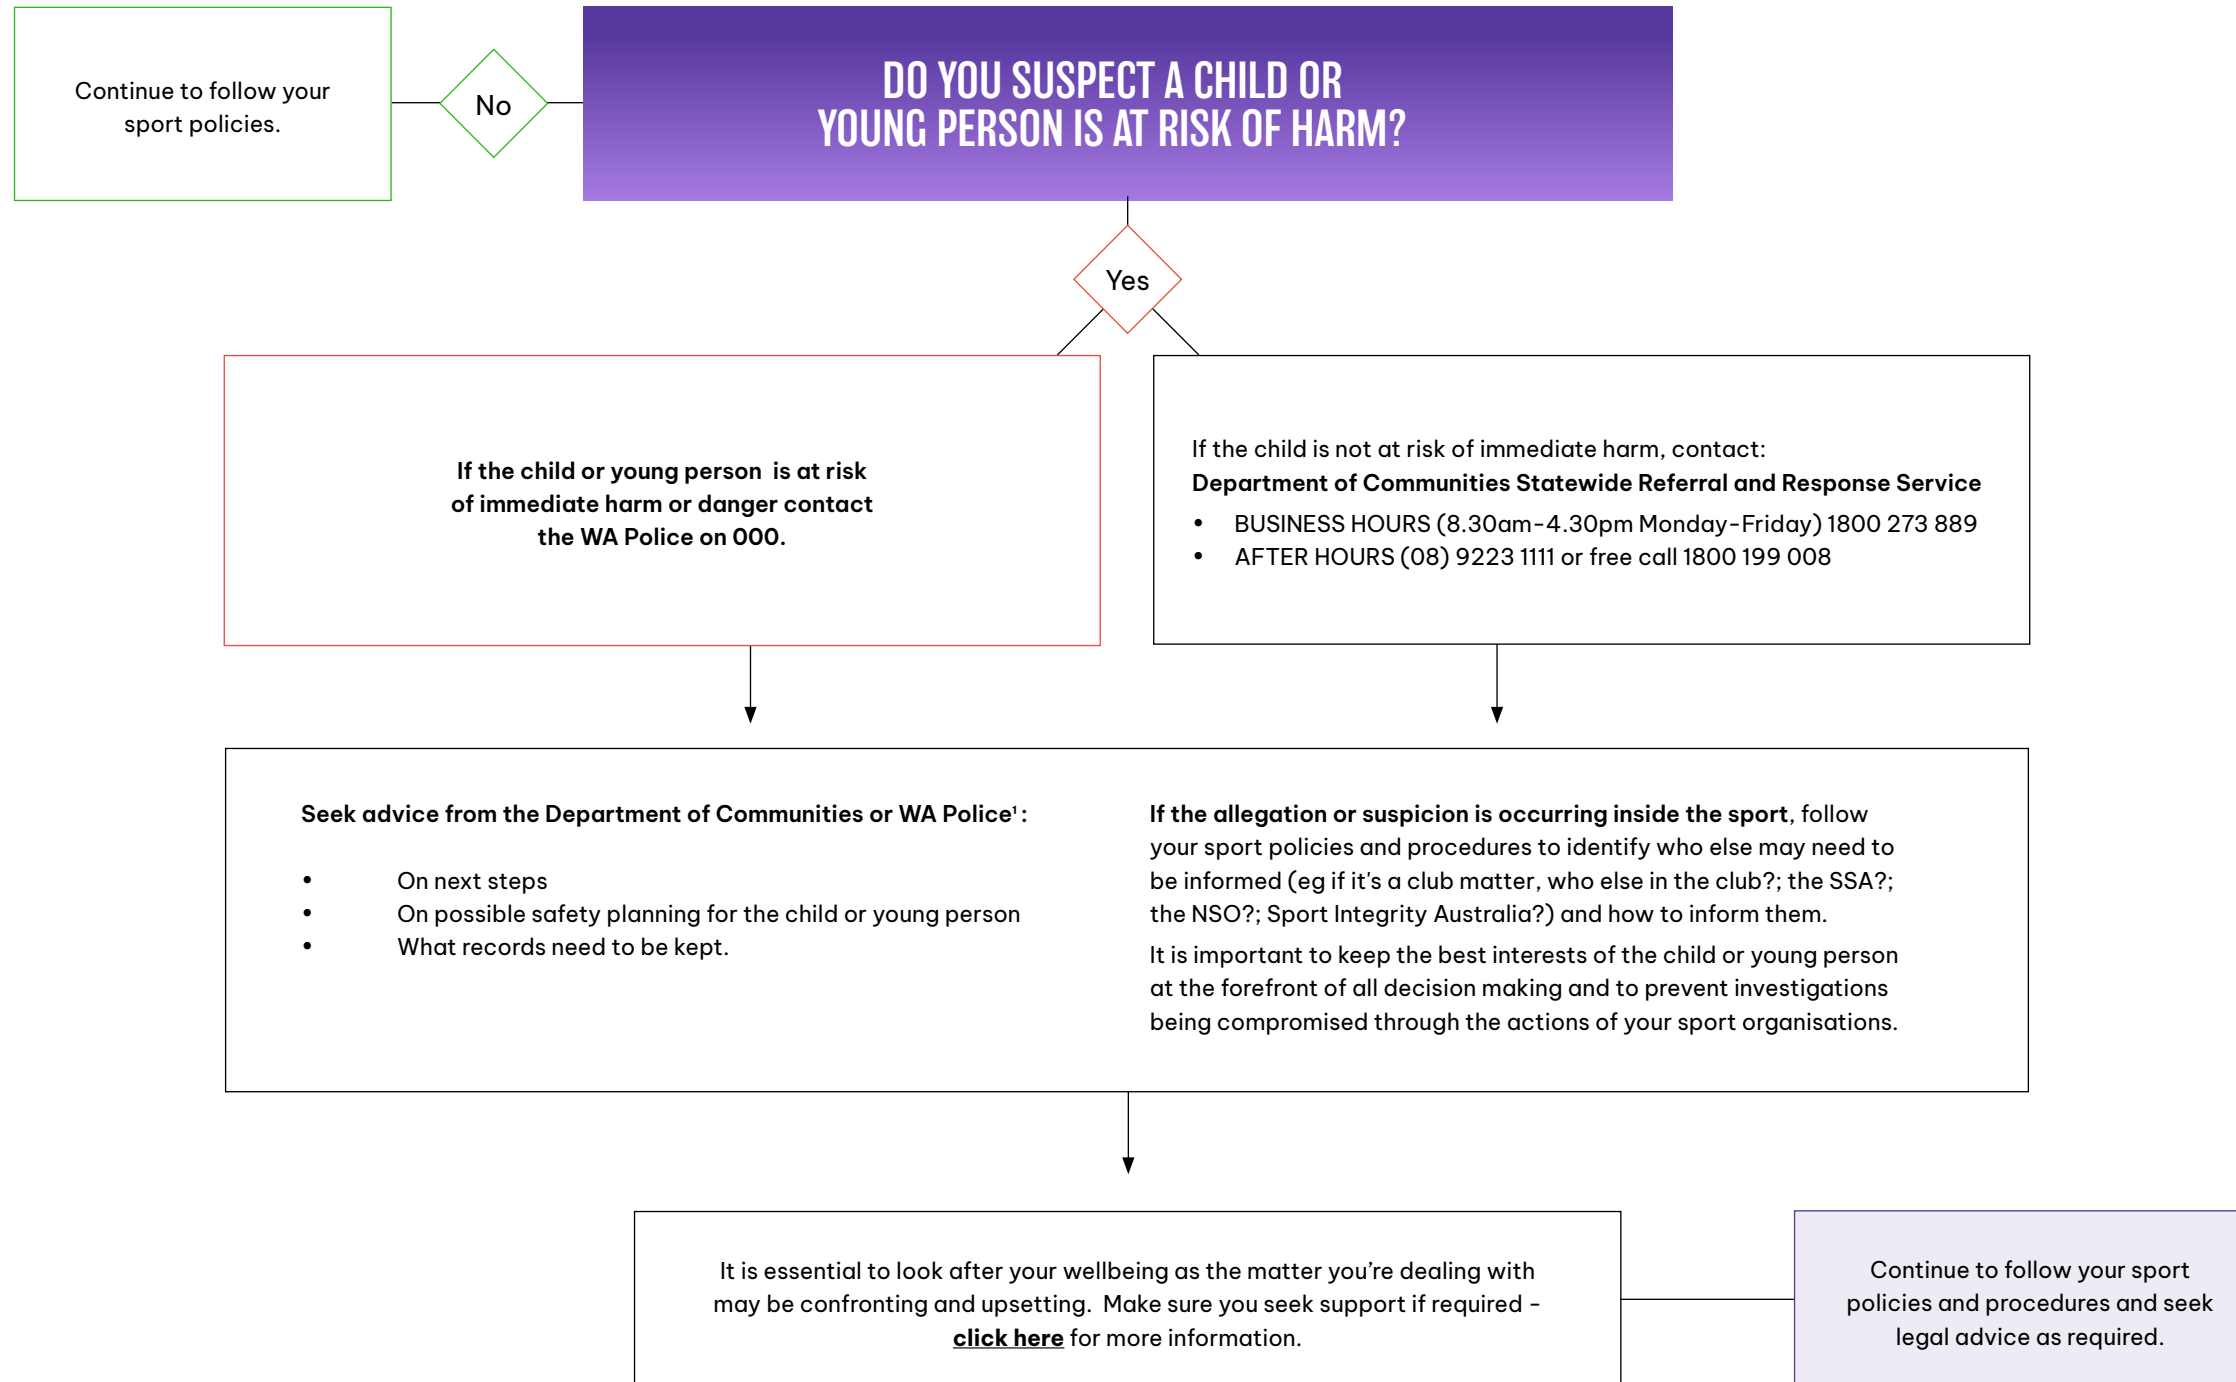 Continue to follow your
sport policies.
No
DO YOU SUSPECT A CHILD OR
YOUNG PERSON IS AT RISK OF HARM?
Yes
If the child or young person  is at risk
of immediate harm or danger contact
the WA Police on 000.
If the child is not at risk of immediate harm, contact:
Department of Communities Statewide Referral and Response Service
• BUSINESS HOURS (8.30am-4.30pm Monday-Friday) 1800 273 889
• AFTER HOURS (08) 9223 1111 or free call 1800 199 008
Seek advice from the Department of Communities or WA Police¹ :
• On next steps
• On possible safety planning for the child or young person
• What records need to be kept.
If the allegation or suspicion is occurring inside the sport, follow
your sport policies and procedures to identify who else may need to
be informed (eg if it's a club matter, who else in the club?; the SSA?;
the NSO?; Sport Integrity Australia?) and how to inform them.
It is important to keep the best interests of the child or young person
at the forefront of all decision making and to prevent investigations
being compromised through the actions of your sport organisations.
It is essential to look after your wellbeing as the matter you’re dealing with
may be confronting and upsetting.  Make sure you seek support if required -
click here for more information.
Continue to follow your sport
policies and procedures and seek
legal advice as required.